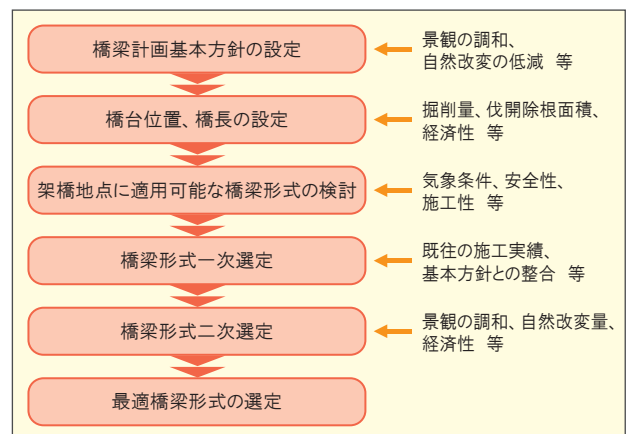 橋梁計画基本方針の設定
景観の調和、
自然改変の低減 等
橋台位置、橋長の設定
掘削量、伐開除根面積、
経済性 等
架橋地点に適用可能な橋梁形式の検討
気象条件、安全性、
施工性 等
橋梁形式一次選定
既往の施工実績、
基本方針との整合 等
橋梁形式二次選定
景観の調和、自然改変量、
経済性 等
最適橋梁形式の選定